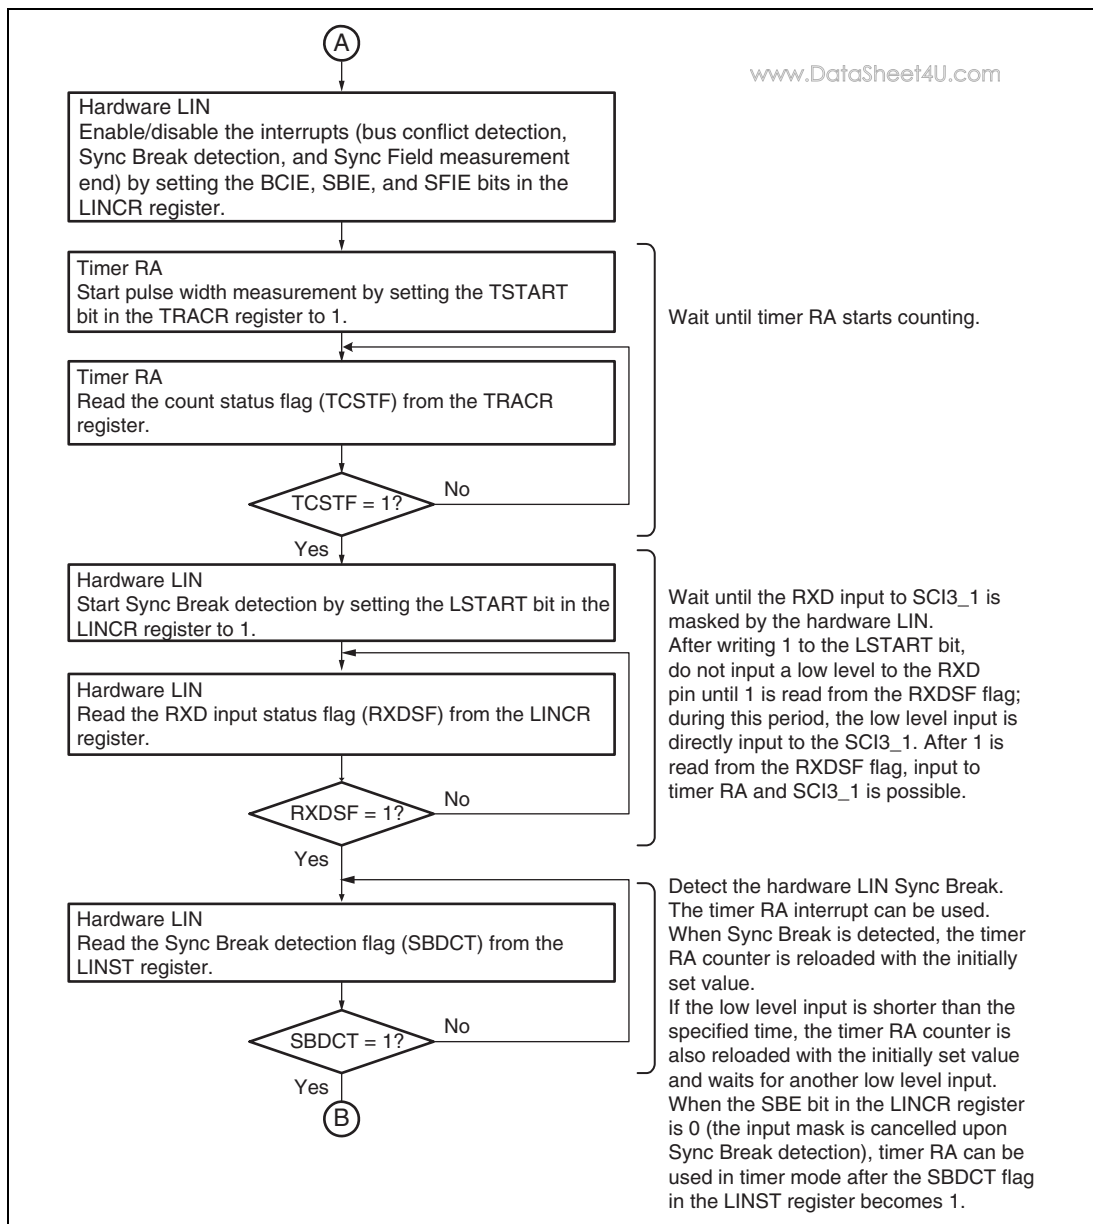 A
www.DataSheet4U.com
Hardware LIN
Enable/disable the interrupts (bus conflict detection,
Sync Break detection, and Sync Field measurement
end) by setting the BCIE, SBIE, and SFIE bits in the
LINCR register.
Timer RA
Start pulse width measurement by setting the TSTART
bit in the TRACR register to 1.
Wait until timer RA starts counting.
Timer RA
Read the count status flag (TCSTF) from the TRACR
register.
TCSTF = 1?
No
Yes
Hardware LIN
Start Sync Break detection by setting the LSTART bit in the
LINCR register to 1.
Hardware LIN
Read the RXD input status flag (RXDSF) from the LINCR
register.
RXDSF = 1?
No
Yes
Wait until the RXD input to SCI3_1 is
masked by the hardware LIN.
After writing 1 to the LSTART bit,
do not input a low level to the RXD
pin until 1 is read from the RXDSF flag;
during this period, the low level input is
directly input to the SCI3_1. After 1 is
read from the RXDSF flag, input to
timer RA and SCI3_1 is possible.
Hardware LIN
Read the Sync Break detection flag (SBDCT) from the
LINST register.
SBDCT = 1?
No
Yes
B
Detect the hardware LIN Sync Break.
The timer RA interrupt can be used.
When Sync Break is detected, the timer
RA counter is reloaded with the initially
set value.
If the low level input is shorter than the
specified time, the timer RA counter is
also reloaded with the initially set value
and waits for another low level input.
When the SBE bit in the LINCR register
is 0 (the input mask is cancelled upon
Sync Break detection), timer RA can be
used in timer mode after the SBDCT flag
in the LINST register becomes 1.